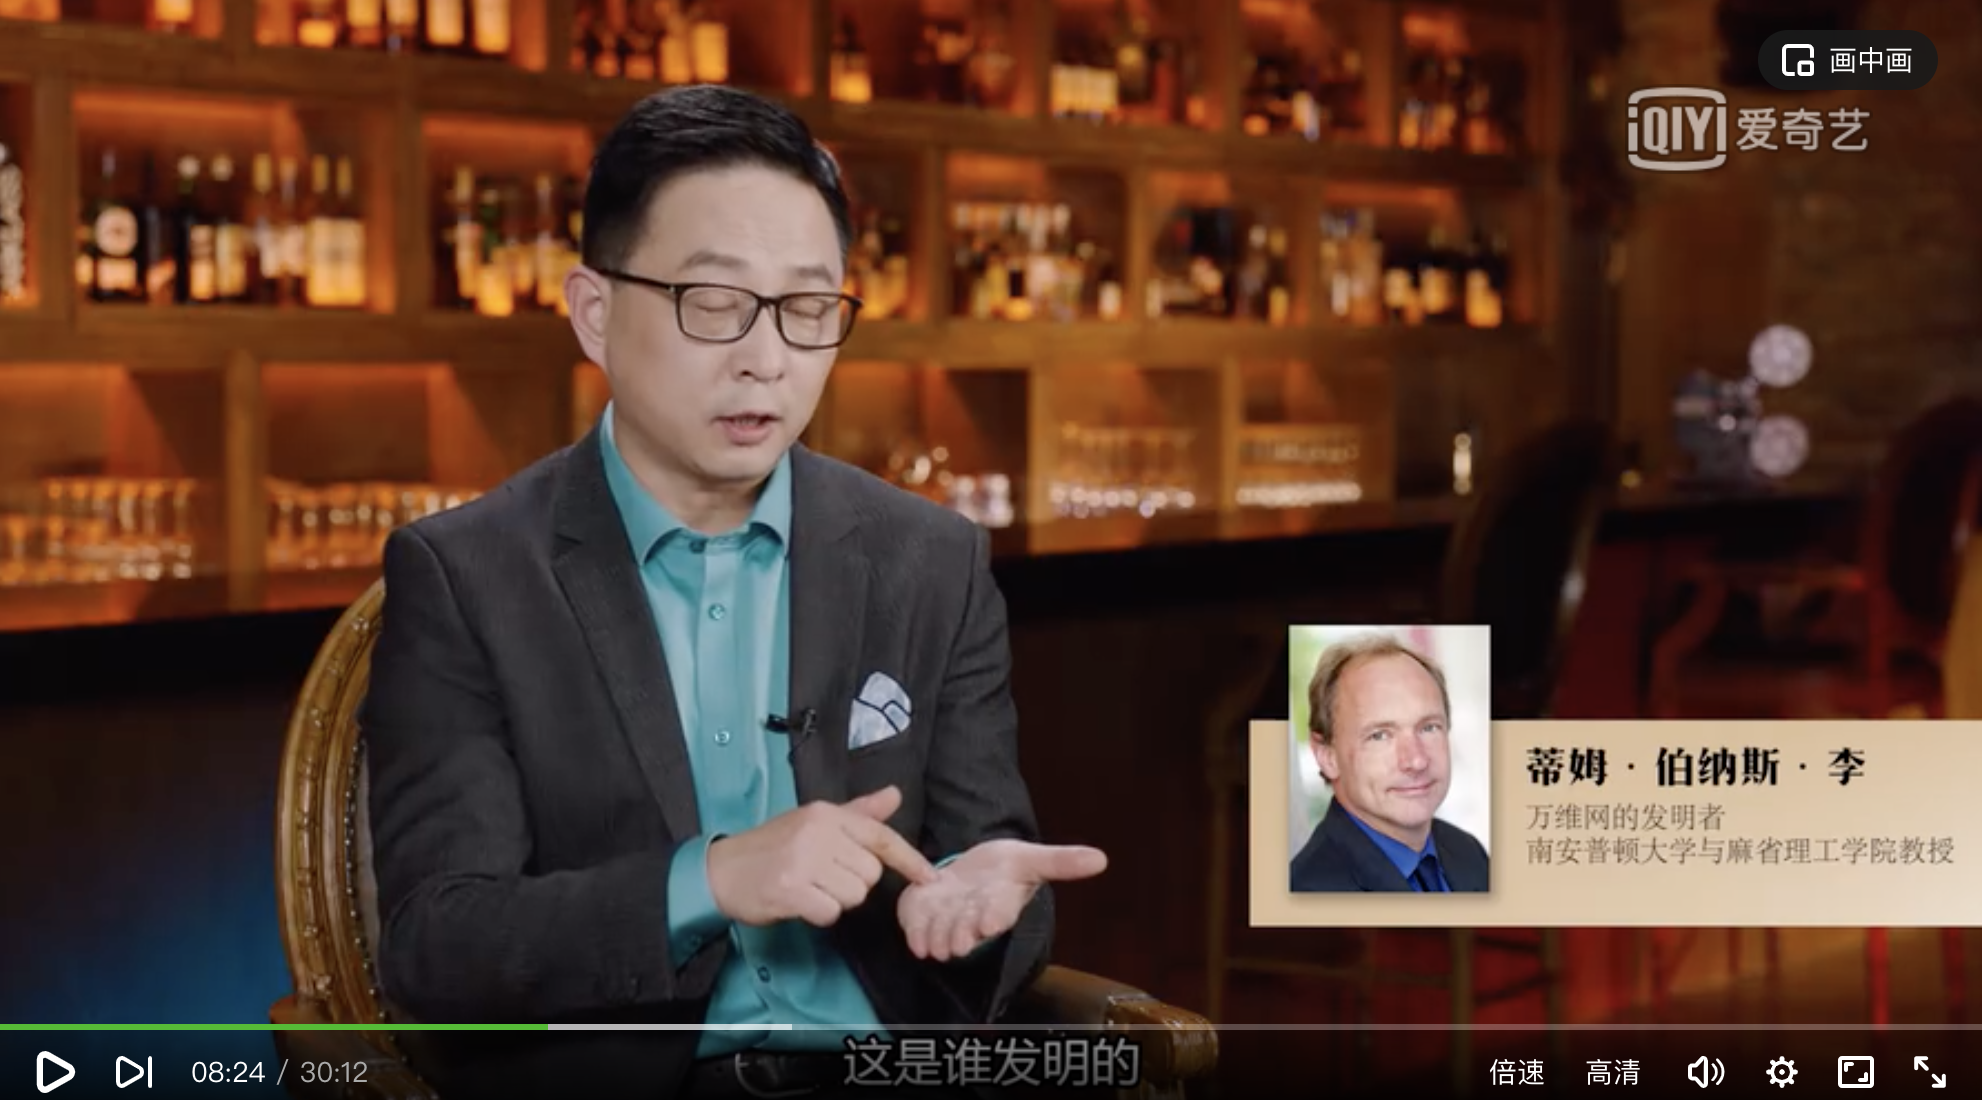 画中画
iQIY 爱奇艺
蒂姆·伯纳斯·李
万维网的发明者
南安普顿大学与麻省理工学院教授
这是谁发明的
08:24 / 30:12
倍速
高清